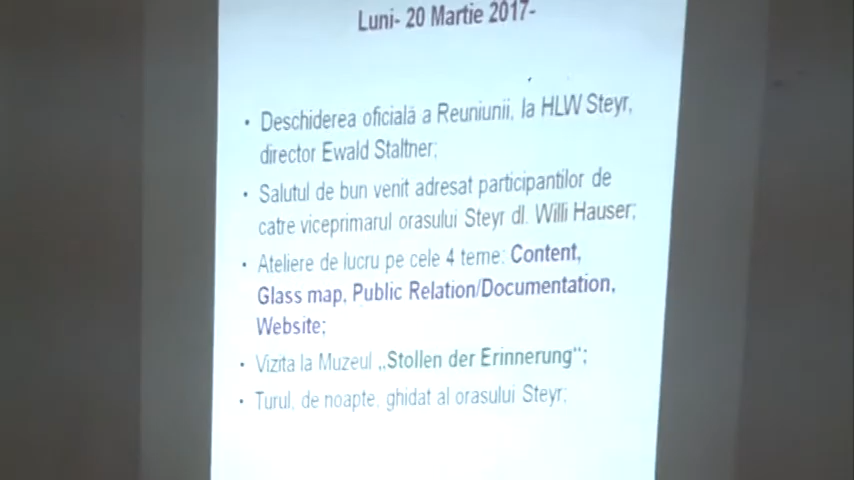 Luni- 20 Martie 2017-
• Deschiderea oficială a Reuniunii, la HLW Steyr,
director Ewald Staltner;
• Salutul de bun venit adresat participantilor de
catre viceprimarul orasului Steyr dl. Willi Hauser;
• Ateliere de lucru pe cele 4 teme: Content,
Glass map, Public Relation/Documentation,
Website;
• Vizita la Muzeul „Stollen der Erinnerung“;
• Turul, de noapte, ghidat al orasului Steyr;